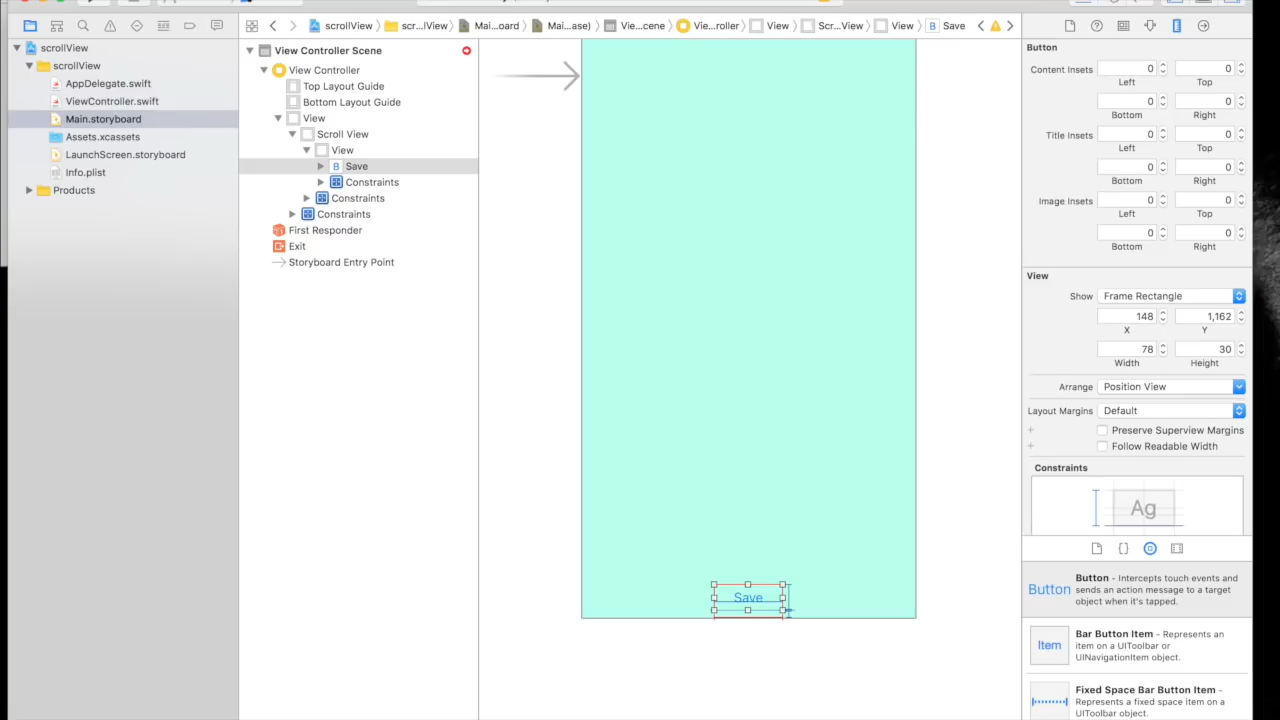 scrollView
scr...lView
Mai...oard
Mai...ase)
Vie...cene
Vie...roller
View
Scr...View
View
B Save
scrollView
scrollView
AppDelegate.swift
ViewController.swift
Main.storyboard
Assets.xcassets
LaunchScreen.storyboard
Info.plist
Products
View Controller Scene
View Controller
Top Layout Guide
Bottom Layout Guide
View
Scroll View
View
B Save
Constraints
Constraints
Constraints
First Responder
Exit
Storyboard Entry Point
Save
Button
Content Insets 0 0
Left Top
0 0
Bottom Right
Title Insets 0 0
Left Top
0 0
Bottom Right
Image Insets 0 0
Left Top
0 0
Bottom Right
View
Show Frame Rectangle
148 1,162
X Y
78 30
Width Height
Arrange Position View
Layout Margins Default
+ Preserve Superview Margins
+ Follow Readable Width
Constraints
Ag
Button
Button - Intercepts touch events and
sends an action message to a target
object when it's tapped.
Item
Bar Button Item - Represents an
item on a UIToolbar or
UINavigationItem object.
Fixed Space Bar Button Item -
Represents a fixed space item on a
UIToolbar object.